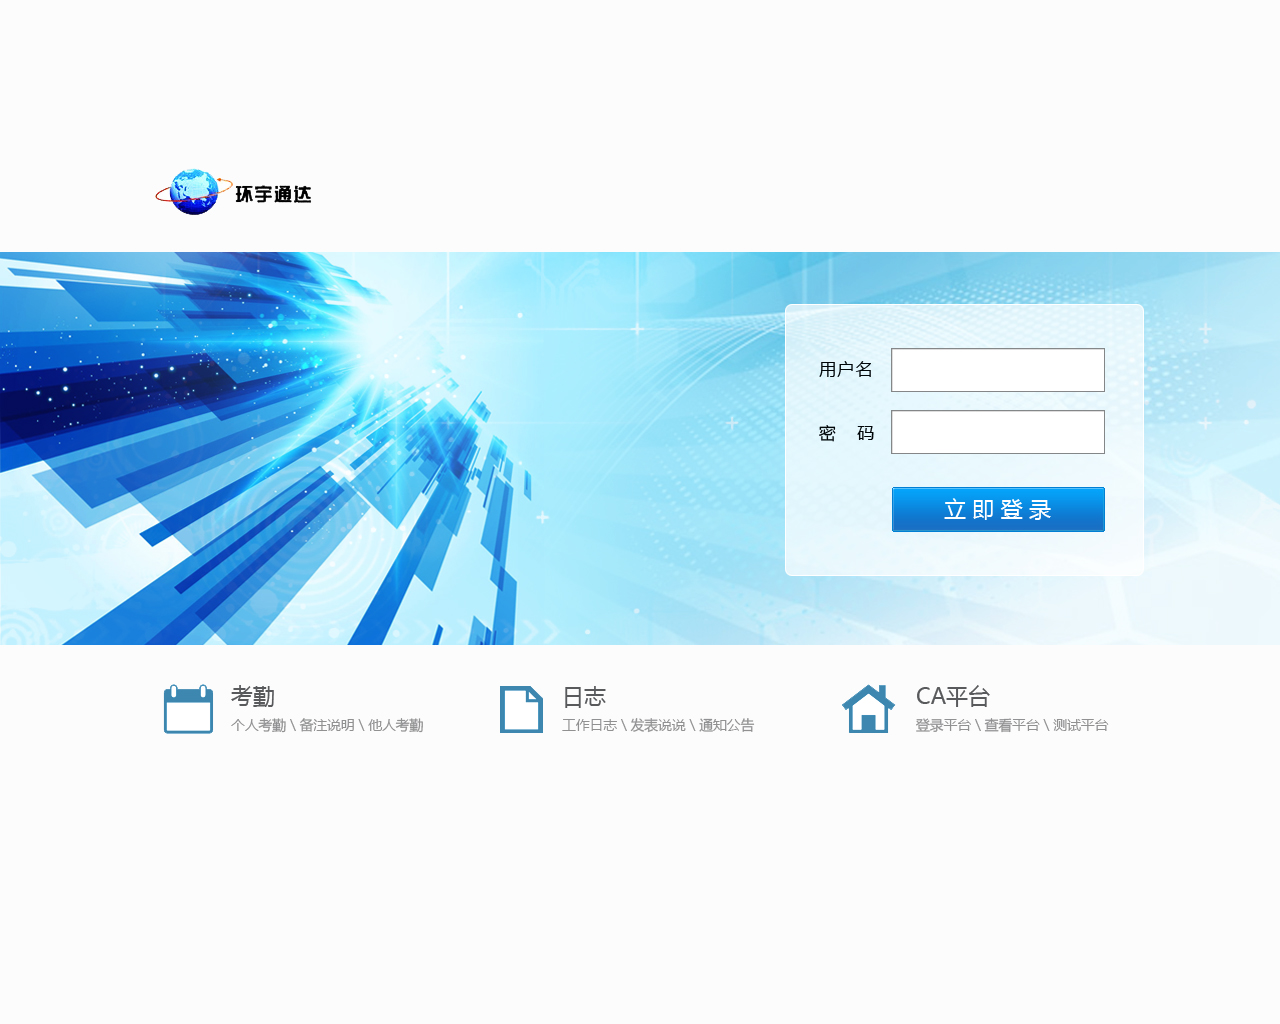 环宇通达
用户名
密 码
立即登录
考勤
个人考勤 \ 备注说明 \ 他人考勤
日志
工作日志 \ 发表说说 \ 通知公告
CA平台
登录平台 \ 查看平台 \ 测试平台